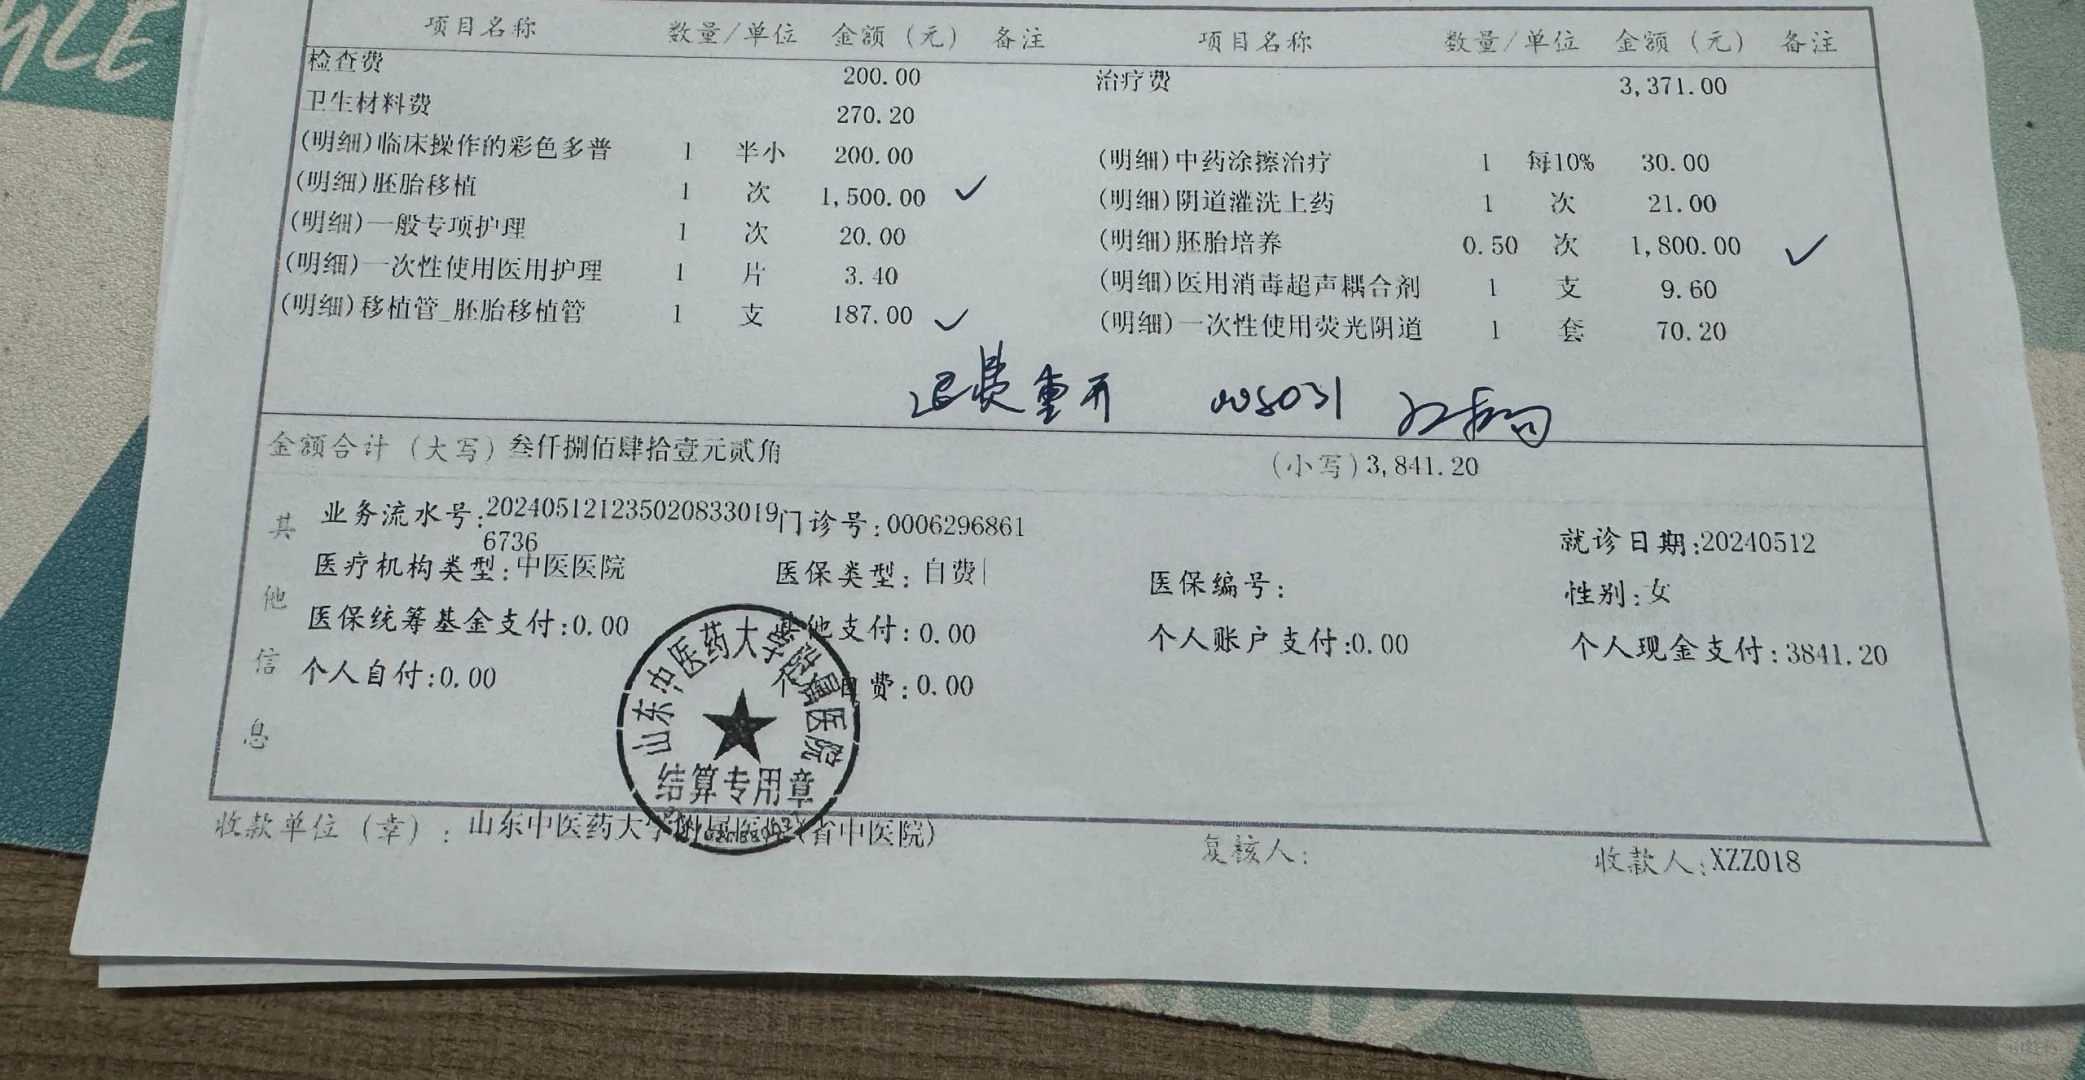 YLE
项目名称 数量/单位 金额（元） 备注 项目名称 数量/单位 金额（元） 备注
检查费 200.00 治疗费 3,371.00
卫生材料费 270.20
(明细)临床操作的彩色多普 1 半小 200.00 (明细)中药涂擦治疗 1 每10% 30.00
(明细)胚胎移植 1 次 1,500.00 ✓ (明细)阴道灌洗上药 1 次 21.00
(明细)一般专项护理 1 次 20.00 (明细)胚胎培养 0.50 次 1,800.00 ✓
(明细)一次性使用医用护理 1 片 3.40 (明细)医用消毒超声耦合剂 1 支 9.60
(明细)移植管_胚胎移植管 1 支 187.00 ✓ (明细)一次性使用荧光阴道 1 套 70.20
退费重开
金额合计（大写）叁仟捌佰肆拾壹元贰角 （小写）3,841.20
其他信息
业务流水号:2024051212350208330196736 门诊号:0006296861 就诊日期:20240512
医疗机构类型:中医医院 医保类型:自费 医保编号: 性别:女
医保统筹基金支付:0.00 其他支付:0.00 个人账户支付:0.00 个人现金支付:3841.20
个人自付:0.00 个人自费:0.00
山东中医药大学附属医院
结算专用章
收款单位（章）:山东中医药大学附属医院(省中医院) 复核人: 收款人:XZZ018